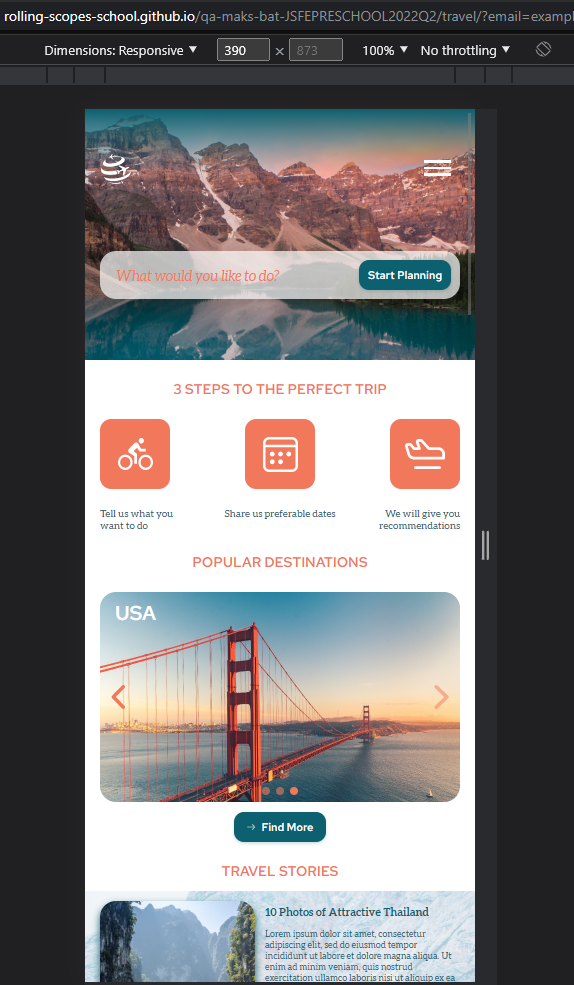 rolling-scopes-school.github.io/qa-maks-bat-JSFEPRESCHOOL2022Q2/travel/?email=exampl
Dimensions: Responsive ▼ 390 × 873 100% ▼ No throttling ▼
What would you like to do? Start Planning
3 STEPS TO THE PERFECT TRIP
Tell us what you
want to do
Share us preferable dates
We will give you
recommendations
POPULAR DESTINATIONS
USA
→ Find More
TRAVEL STORIES
10 Photos of Attractive Thailand
Lorem ipsum dolor sit amet, consectetur
adipiscing elit, sed do eiusmod tempor
incididunt ut labore et dolore magna aliqua. Ut
enim ad minim veniam, quis nostrud
exercitation ullamco laboris nisi ut aliquip ex ea